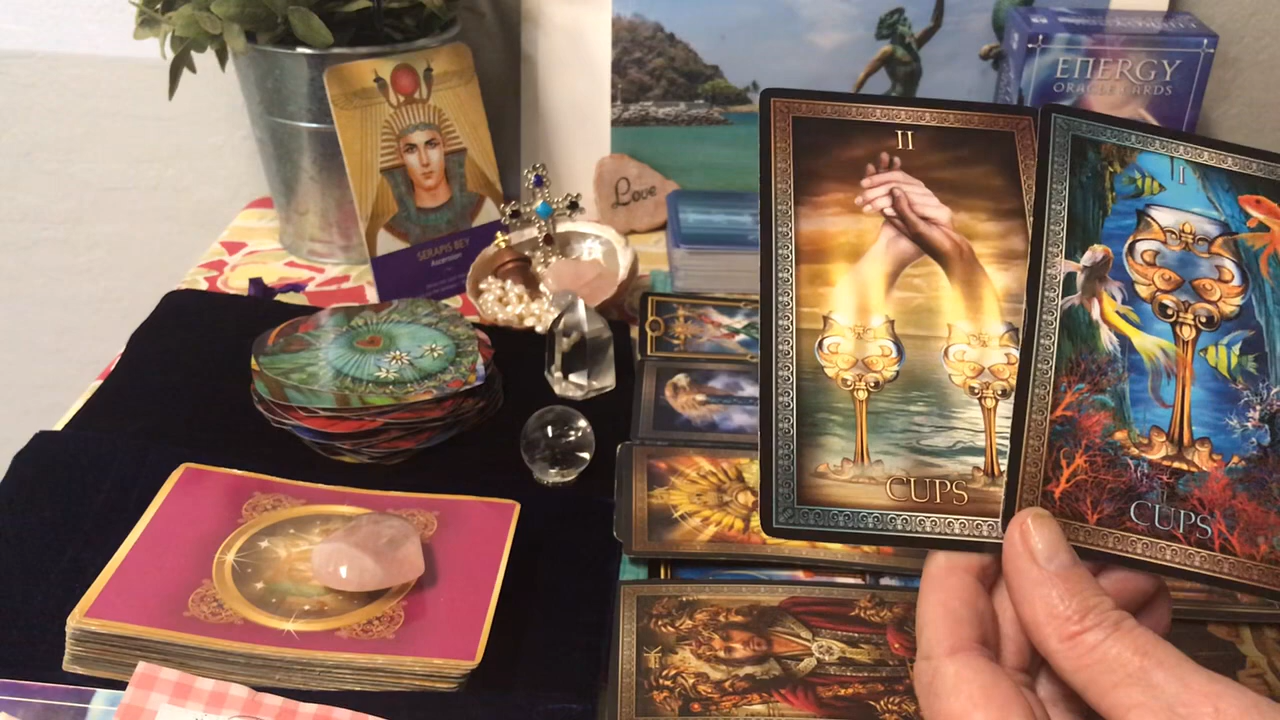 ENERGY
ORACLE CARDS
II
I
Love
SERAPIS BEY
Ascension
CUPS
CUPS